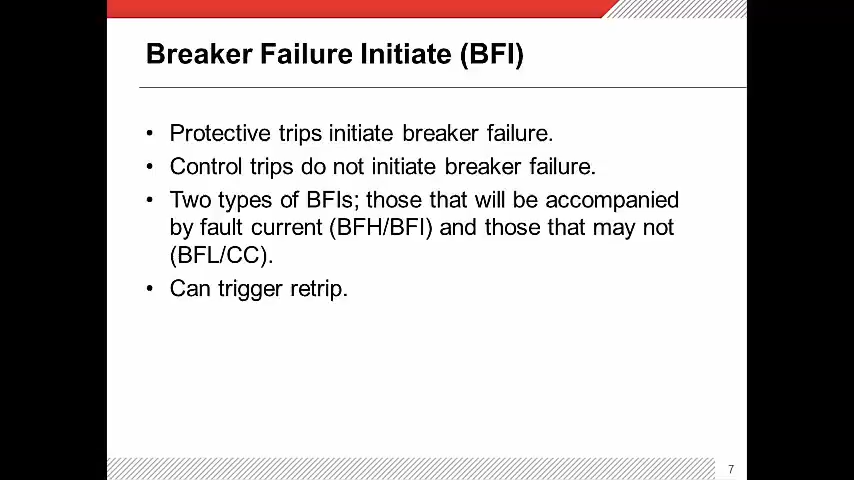 Breaker Failure Initiate (BFI)
• Protective trips initiate breaker failure.
• Control trips do not initiate breaker failure.
• Two types of BFIs; those that will be accompanied
by fault current (BFH/BFI) and those that may not
(BFL/CC).
• Can trigger retrip.
7